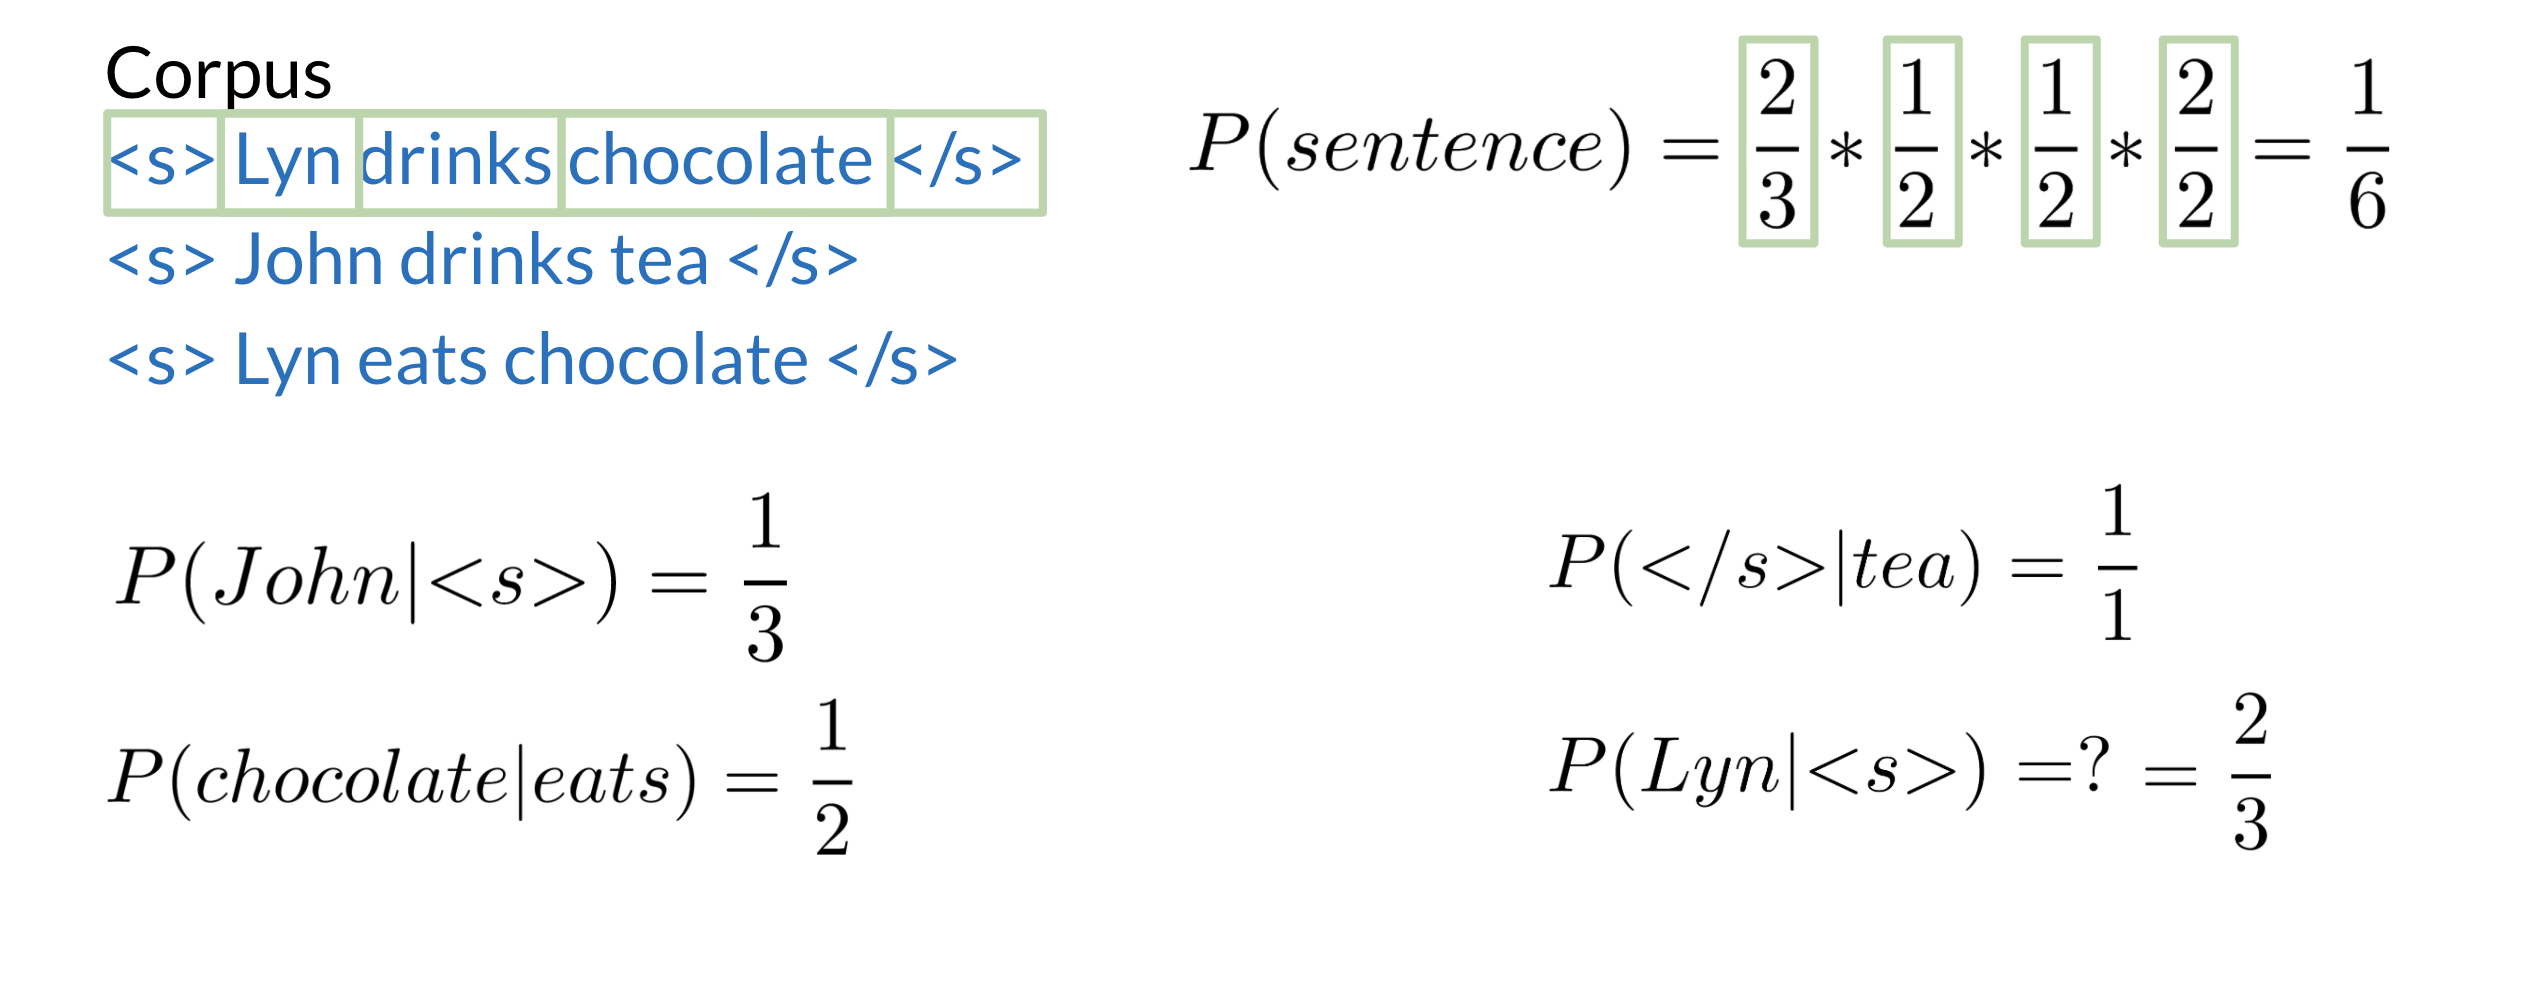 Corpus
<s> Lyn drinks chocolate </s>
<s> John drinks tea </s>
<s> Lyn eats chocolate </s>
P(sentence) = 2/3 * 1/2 * 1/2 * 2/2 = 1/6
P(John|<s>) = 1/3
P(</s>|tea) = 1/1
P(chocolate|eats) = 1/2
P(Lyn|<s>) =? = 2/3